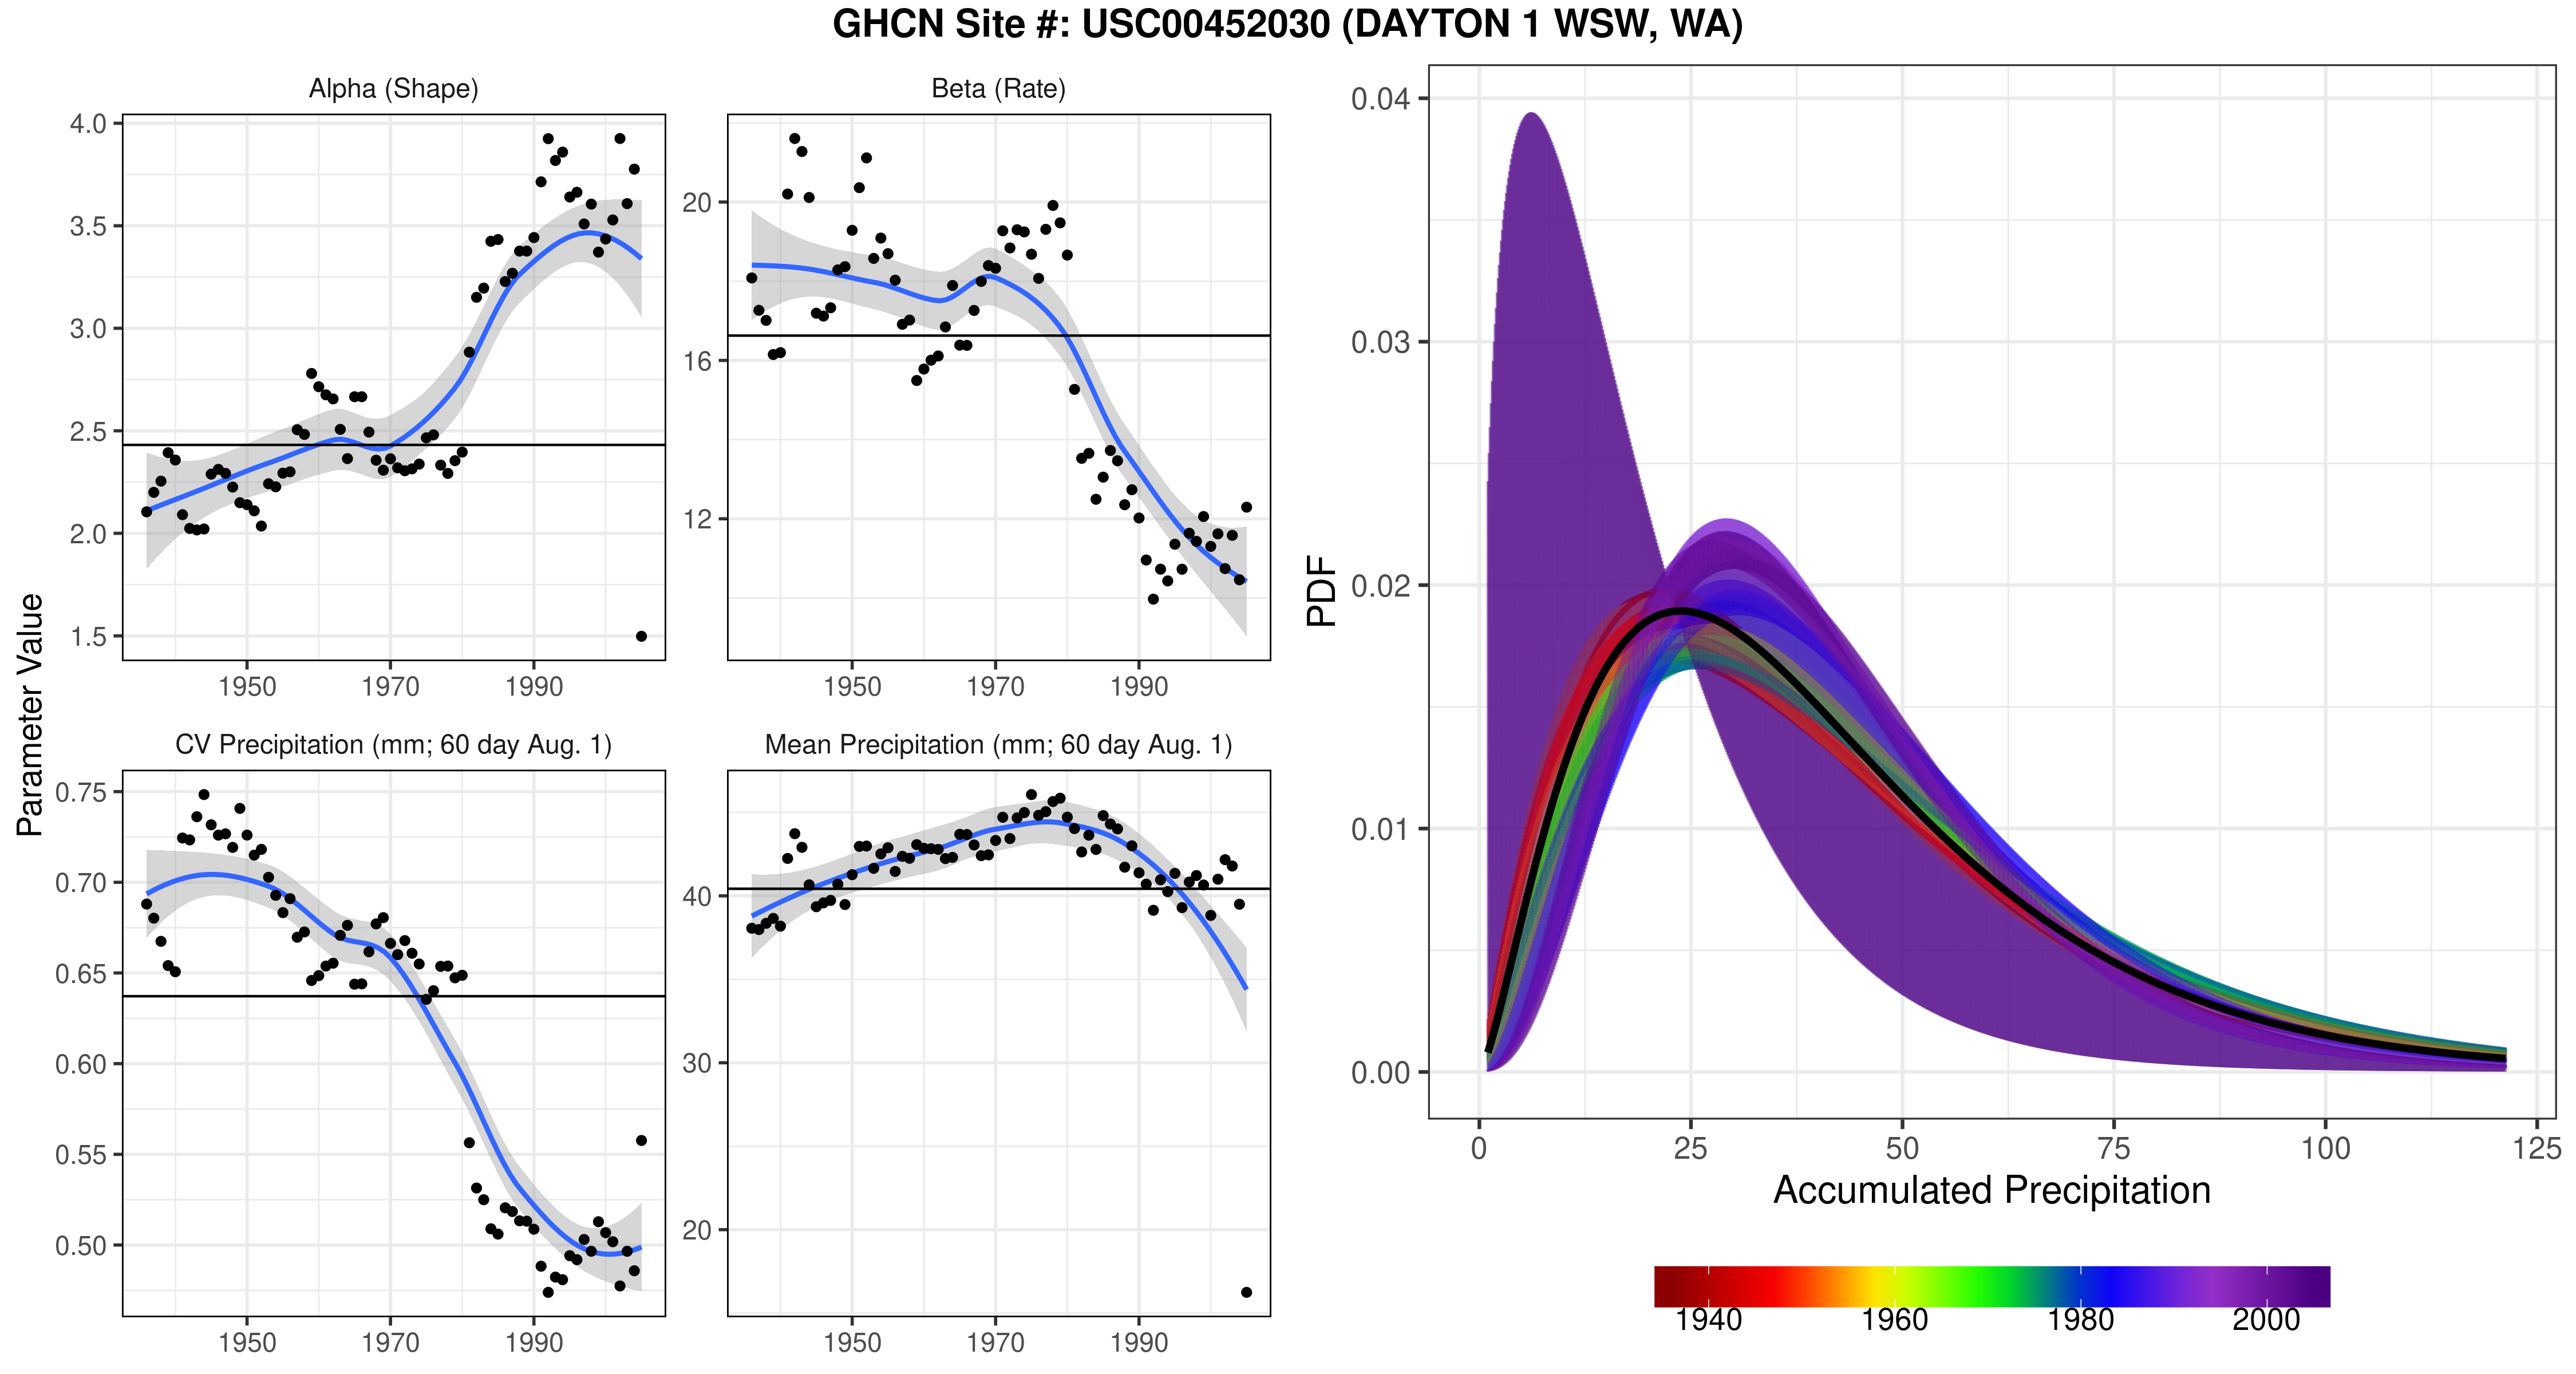 GHCN Site #: USC00452030 (DAYTON 1 WSW, WA)
Parameter Value
Alpha (Shape)
4.0
3.5
3.0
2.5
2.0
1.5
1950 1970 1990
Beta (Rate)
20
16
12
1950 1970 1990
CV Precipitation (mm; 60 day Aug. 1)
0.75
0.70
0.65
0.60
0.55
0.50
1950 1970 1990
Mean Precipitation (mm; 60 day Aug. 1)
40
30
20
1950 1970 1990
PDF
0.04
0.03
0.02
0.01
0.00
0 25 50 75 100 125
Accumulated Precipitation
1940 1960 1980 2000